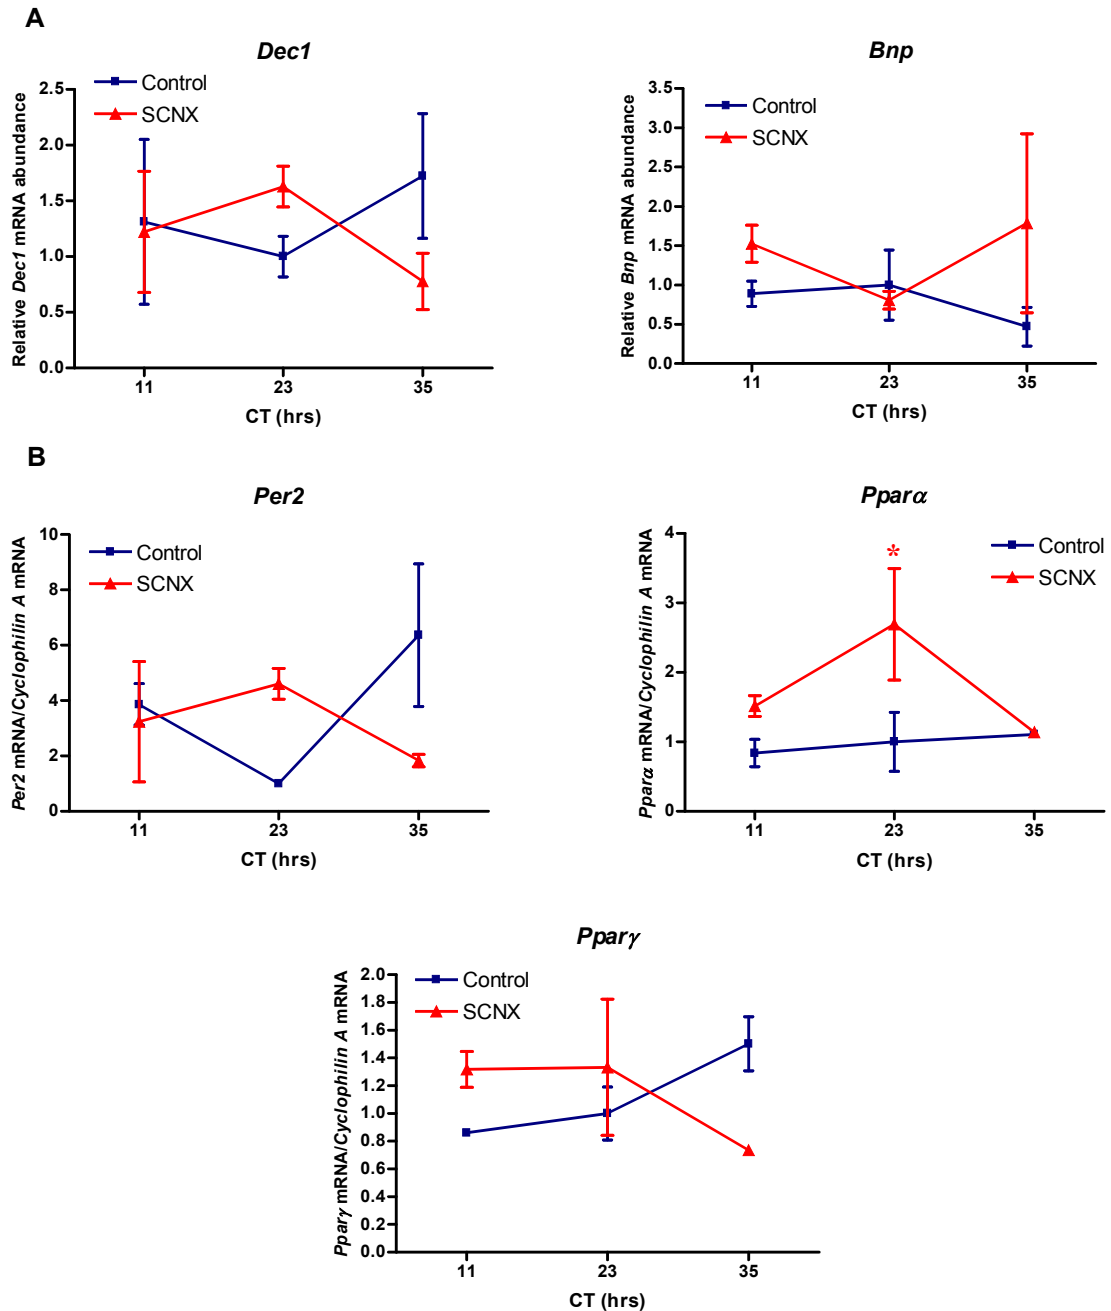 A
Dec1
Control
SCNX
Relative Dec1 mRNA abundance
2.5
2.0
1.5
1.0
0.5
0.0
11 23 35
CT (hrs)
Bnp
Control
SCNX
Relative Bnp mRNA abundance
3.5
3.0
2.5
2.0
1.5
1.0
0.5
0.0
11 23 35
CT (hrs)
B
Per2
Control
SCNX
Per2 mRNA/Cyclophilin A mRNA
10
8
6
4
2
0
11 23 35
CT (hrs)
Pparα
*
Control
SCNX
Pparα mRNA/Cyclophilin A mRNA
4
3
2
1
0
11 23 35
CT (hrs)
Pparγ
Control
SCNX
Pparγ mRNA/Cyclophilin A mRNA
2.0
1.8
1.6
1.4
1.2
1.0
0.8
0.6
0.4
0.2
0.0
11 23 35
CT (hrs)